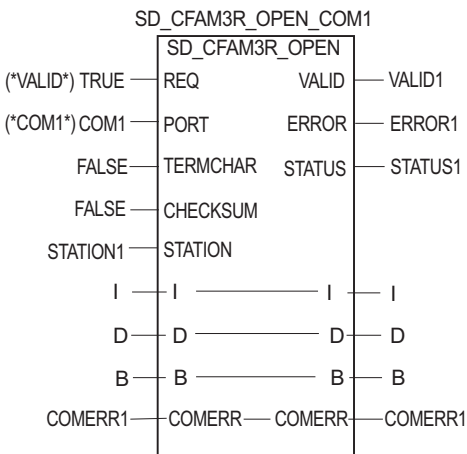 SD_CFAM3R_OPEN_COM1
SD_CFAM3R_OPEN
(*VALID*) TRUE REQ VALID VALID1
(*COM1*) COM1 PORT ERROR ERROR1
FALSE TERMCHAR STATUS STATUS1
FALSE CHECKSUM
STATION1 STATION
I I I I
D D D D
B B B B
COMERR1 COMERR COMERR COMERR1